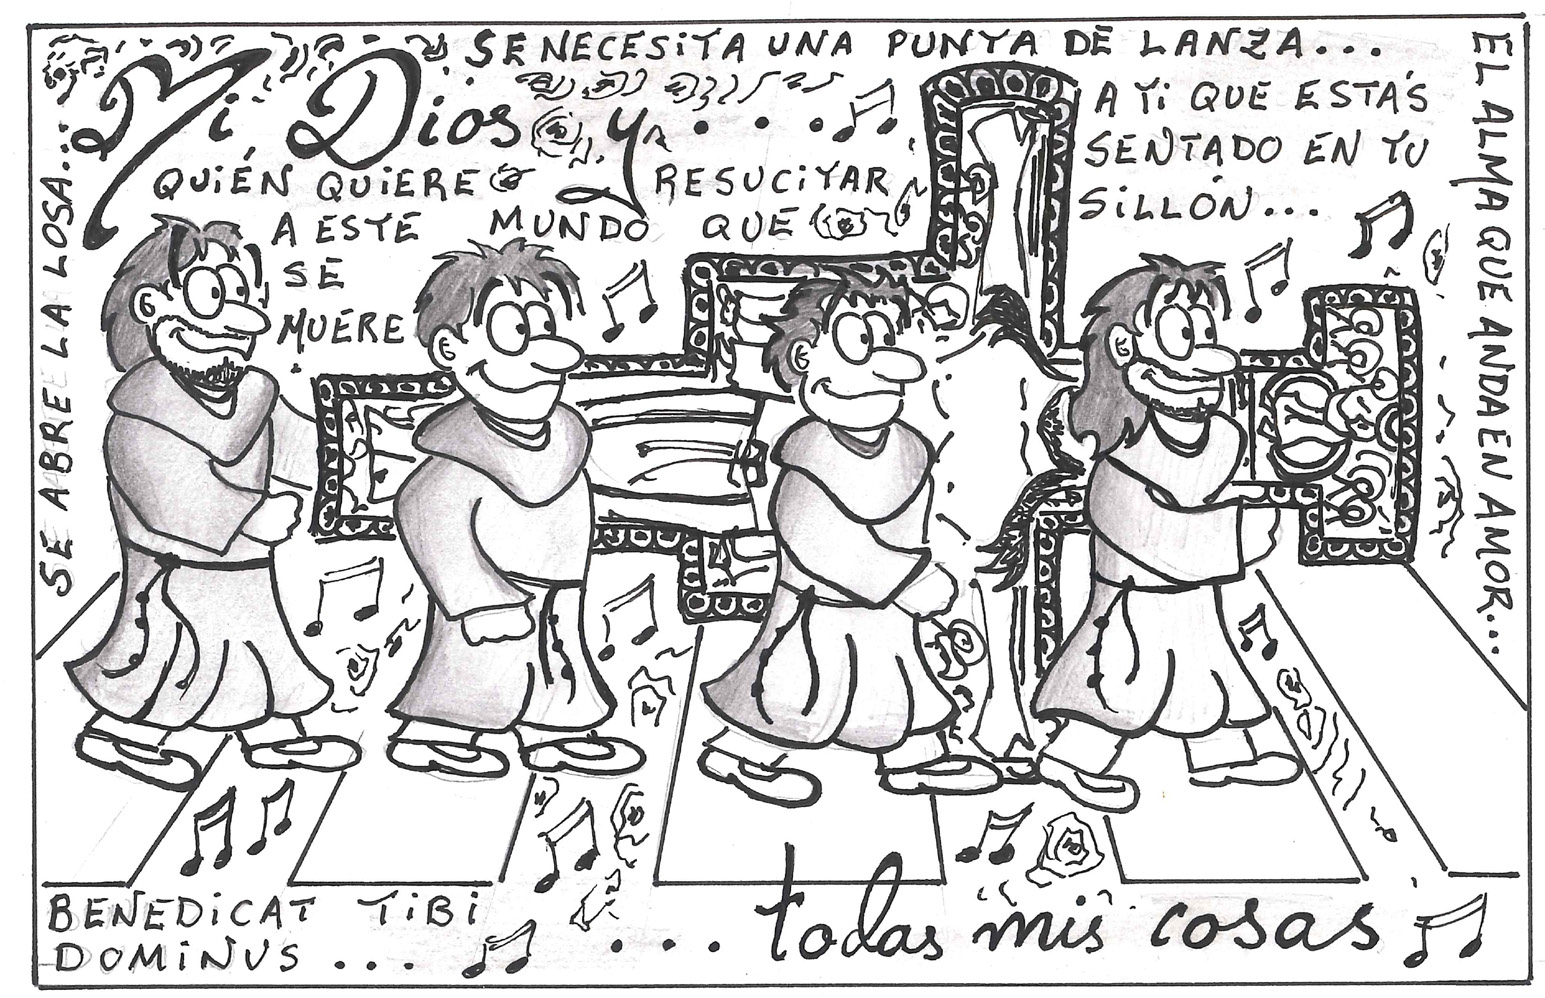 SE NECESITA UNA PUNTA DE LANZA...
Mi Dios y...
QUIÉN QUIERE RESUCITAR
A ESTE MUNDO QUE
SE
MUERE
A TI QUE ESTÁS
SENTADO EN TU
SILLÓN...
SE ABRE LA LOSA...
EL ALMA QUE ANDA EN AMOR...
BENEDICAT TIBI
DOMINUS...
...todas mis cosas